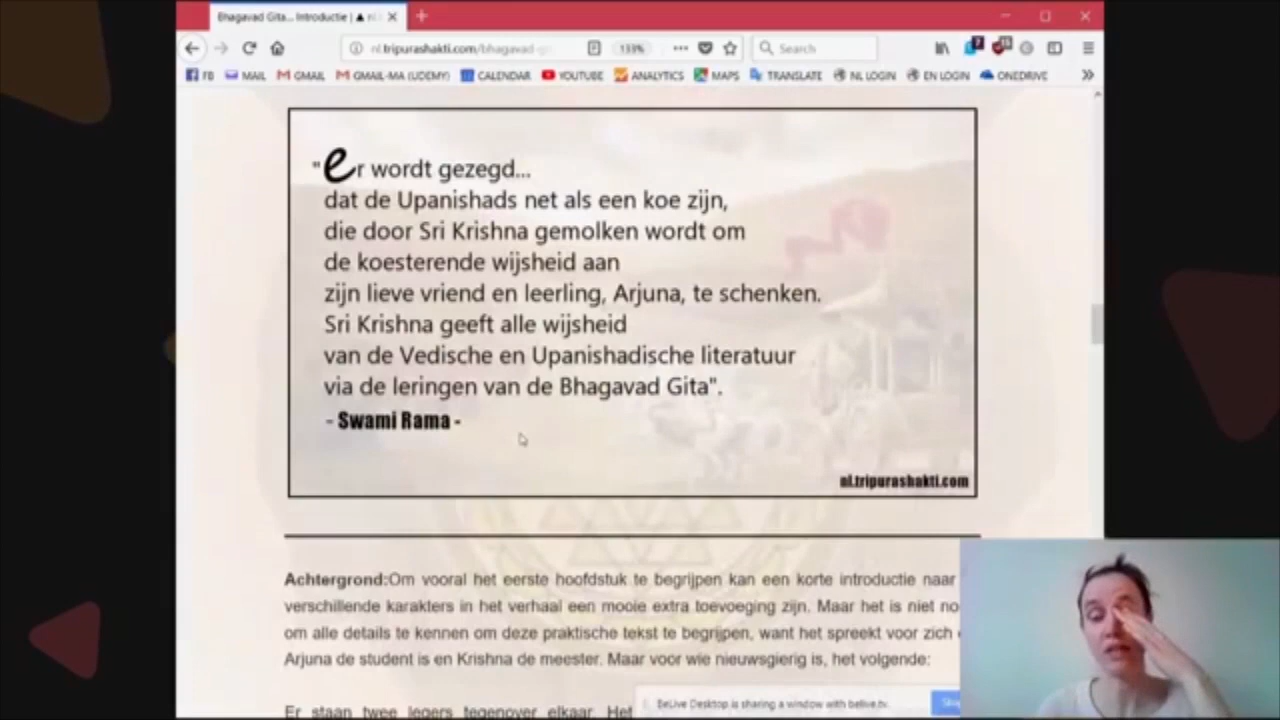 Bhagavad Gita... Introductie | ▲ nl
nl.tripurashakti.com/bhagavad-g
133%
Search
FB MAIL GMAIL GMAIL-MA (UDEMY) CALENDAR YOUTUBE ANALYTICS MAPS TRANSLATE NL LOGIN EN LOGIN ONEDRIVE
"er wordt gezegd...
dat de Upanishads net als een koe zijn,
die door Sri Krishna gemolken wordt om
de koesterende wijsheid aan
zijn lieve vriend en leerling, Arjuna, te schenken.
Sri Krishna geeft alle wijsheid
van de Vedische en Upanishadische literatuur
via de leringen van de Bhagavad Gita".
- Swami Rama -
nl.tripurashakti.com
Achtergrond:Om vooral het eerste hoofdstuk te begrijpen kan een korte introductie naar
verschillende karakters in het verhaal een mooie extra toevoeging zijn. Maar het is niet no
om alle details te kennen om deze praktische tekst te begrijpen, want het spreekt voor zich
Arjuna de student is en Krishna de meester. Maar voor wie nieuwsgierig is, het volgende:
Er staan twee legers tegenover elkaar. Het
BeLive Desktop is sharing a window with belive.tv.